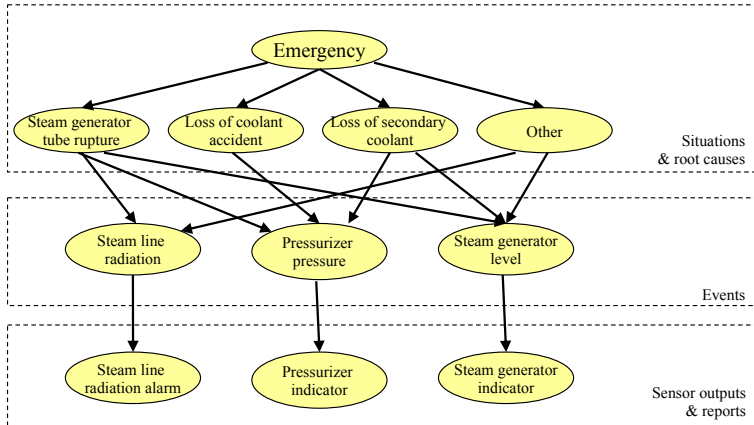 Emergency
Steam generator
tube rupture
Loss of coolant
accident
Loss of secondary
coolant
Other
Situations
& root causes
Steam line
radiation
Pressurizer
pressure
Steam generator
level
Events
Steam line
radiation alarm
Pressurizer
indicator
Steam generator
indicator
Sensor outputs
& reports